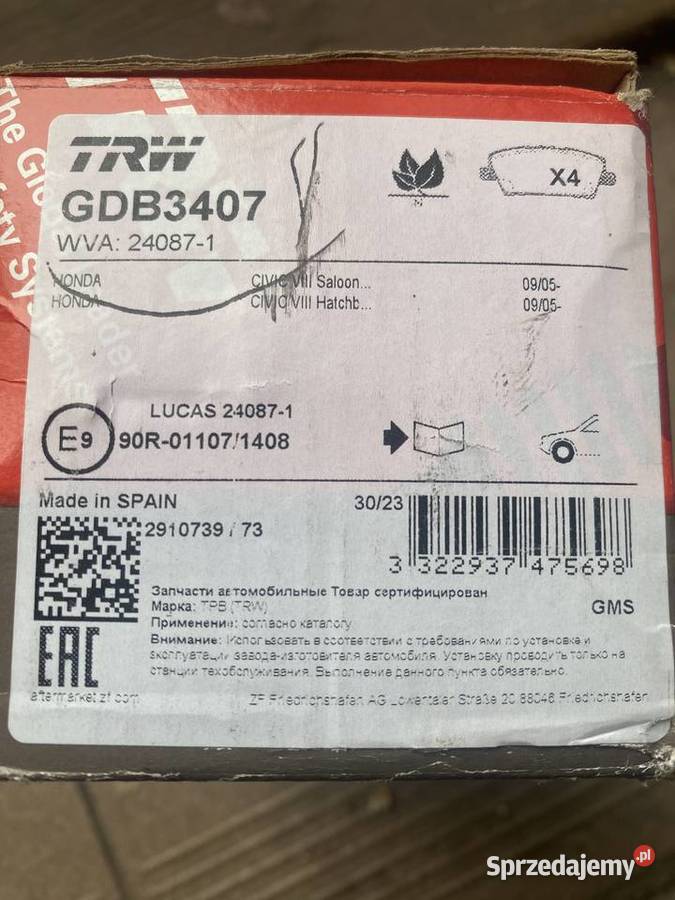 The
TRW
GDB3407
X4
WVA: 24087-1
HONDA CIVIC VIII Saloon... 09/05-
HONDA CIVIC VIII Hatchb... 09/05-
LUCAS 24087-1
E9 90R-01107/1408
Made in SPAIN
30/23
2910739 / 73
3 322937 475698
Запчасти автомобильные Товар сертифицирован
Марка: ТРВ (TRW)
GMS
Применение: согласно каталогу
Внимание: Использовать в соответствии с требованиями по установке и
эксплуатации завода-изготовителя автомобиля. Установку проводить только на
станции техобслуживания. Выполнение данного пункта обязательно.
EAC
aftermarket.zf.com
ZF Friedrichshafen AG Löwentaler Straße 20 88046 Friedrichshafen
Sprzedajemy.pl